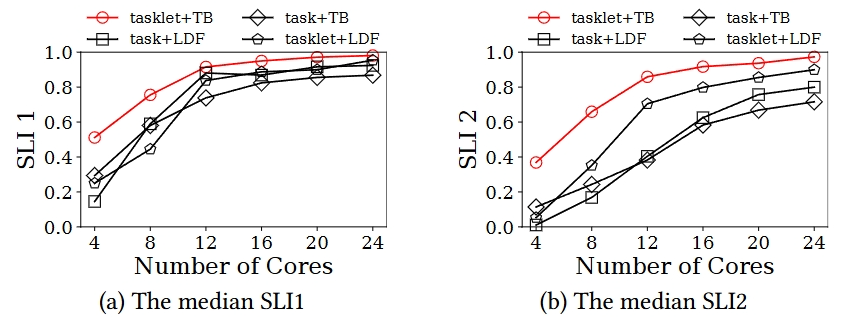 tasklet+TB task+TB
task+LDF tasklet+LDF
1.0
0.8
0.6
0.4
0.2
0.0
SLI 1
4 8 12 16 20 24
Number of Cores
(a) The median SLI1
tasklet+TB task+TB
task+LDF tasklet+LDF
1.0
0.8
0.6
0.4
0.2
0.0
SLI 2
4 8 12 16 20 24
Number of Cores
(b) The median SLI2